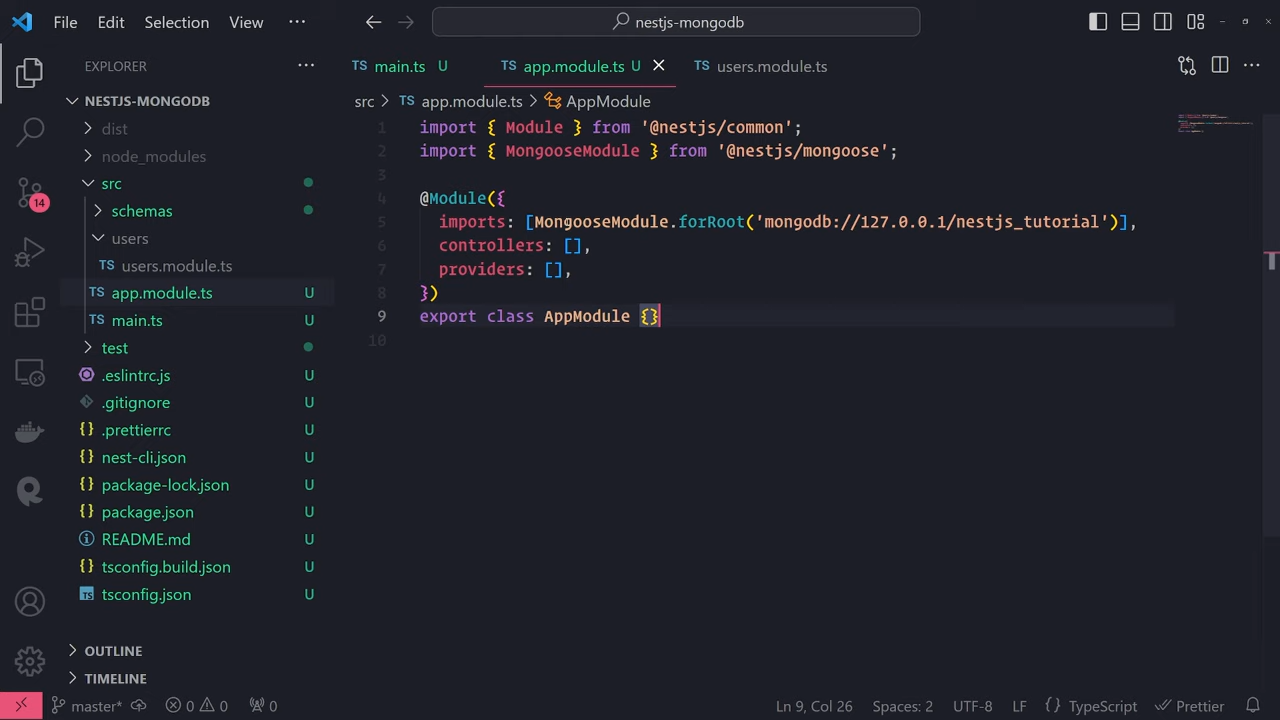 File Edit Selection View ··· nestjs-mongodb
EXPLORER ···
NESTJS-MONGODB
dist
node_modules
src
schemas
users
TS users.module.ts
TS app.module.ts U
TS main.ts U
test
.eslintrc.js U
.gitignore U
{} .prettierrc U
{} nest-cli.json U
{} package-lock.json U
{} package.json U
README.md U
{} tsconfig.build.json U
TS tsconfig.json U
OUTLINE
TIMELINE
14
TS main.ts U TS app.module.ts U TS users.module.ts ···
src > TS app.module.ts > AppModule
1 import { Module } from '@nestjs/common';
2 import { MongooseModule } from '@nestjs/mongoose';
3
4 @Module({
5 imports: [MongooseModule.forRoot('mongodb://127.0.0.1/nestjs_tutorial')],
6 controllers: [],
7 providers: [],
8 })
9 export class AppModule {}
10
master* 0 0 0 Ln 9, Col 26 Spaces: 2 UTF-8 LF {} TypeScript Prettier